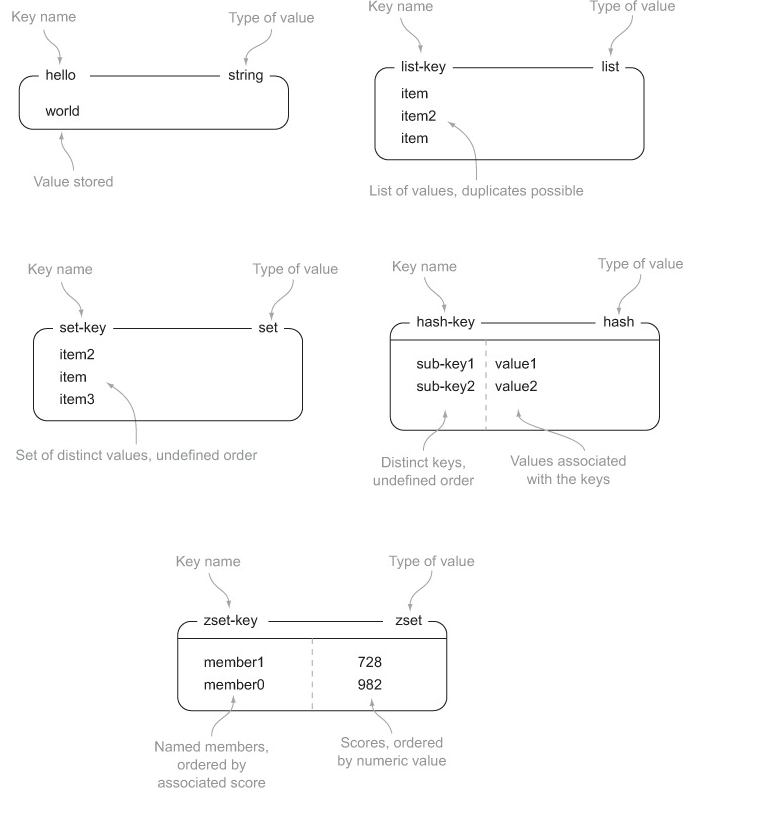 Key name
Type of value
hello
string
world
Value stored
Key name
Type of value
list-key
list
item
item2
item
List of values, duplicates possible
Key name
Type of value
set-key
set
item2
item
item3
Set of distinct values, undefined order
Key name
Type of value
hash-key
hash
sub-key1 value1
sub-key2 value2
Distinct keys,
undefined order
Values associated
with the keys
Key name
Type of value
zset-key
zset
member1 728
member0 982
Named members,
ordered by
associated score
Scores, ordered
by numeric value